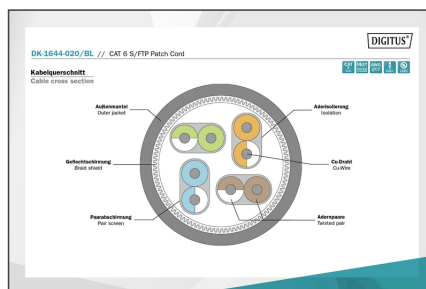 DIGITUS®
DK-1644-020/BL // CAT 6 S/FTP Patch Cord
Kabelquerschnitt
Cable cross section
Außenmantel
Outer jacket
Aderisolierung
Isolation
Geflechtschirmung
Braid shield
Cu-Draht
Cu-Wire
Paarabschirmung
Pair screen
Adernpaare
Twisted pair